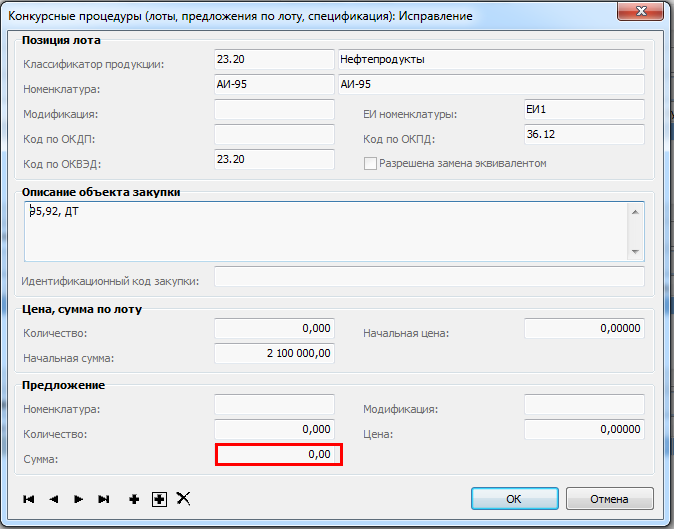 Конкурсные процедуры (лоты, предложения по лоту, спецификация): Исправление
Позиция лота
Классификатор продукции: 23.20 Нефтепродукты
Номенклатура: АИ-95 АИ-95
Модификация: ЕИ номенклатуры: ЕИ1
Код по ОКДП: Код по ОКПД: 36.12
Код по ОКВЭД: 23.20 Разрешена замена эквивалентом
Описание объекта закупки
95,92, ДТ
Идентификационный код закупки:
Цена, сумма по лоту
Количество: 0,000 Начальная цена: 0,00000
Начальная сумма: 2 100 000,00
Предложение
Номенклатура: Модификация:
Количество: 0,000 Цена: 0,00000
Сумма: 0,00
ОК Отмена